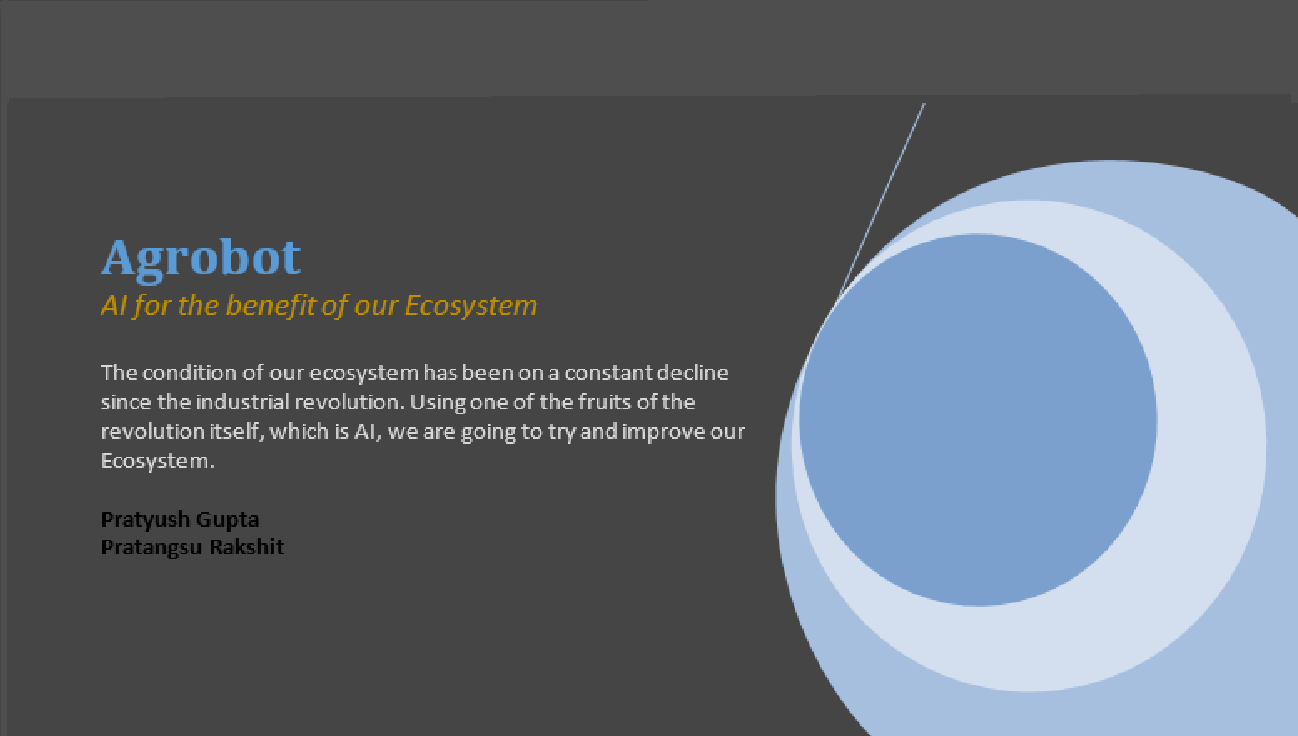 Agrobot
AI for the benefit of our Ecosystem
The condition of our ecosystem has been on a constant decline
since the industrial revolution. Using one of the fruits of the
revolution itself, which is AI, we are going to try and improve our
Ecosystem.
Pratyush Gupta
Pratangsu Rakshit